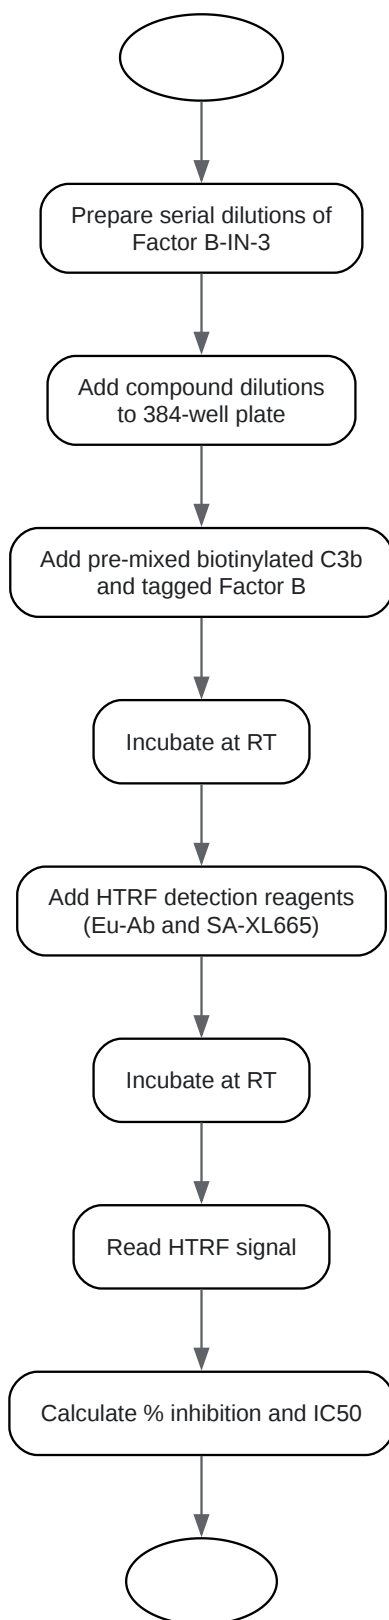 Prepare serial dilutions of
Factor B-IN-3
Add compound dilutions
to 384-well plate
Add pre-mixed biotinylated C3b
and tagged Factor B
Incubate at RT
Add HTRF detection reagents
(Eu-Ab and SA-XL665)
Incubate at RT
Read HTRF signal
Calculate % inhibition and IC50